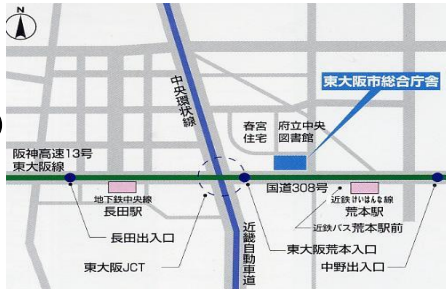 N
中央環状線
東大阪市総合庁舎
春宮
住宅
府立中央
図書館
阪神高速13号
東大阪線
国道308号
地下鉄中央線
長田駅
近鉄けいはんな線
荒本駅
近鉄バス荒本駅前
長田出入口
東大阪荒本入口
東大阪JCT
近畿自動車道
中野出入口